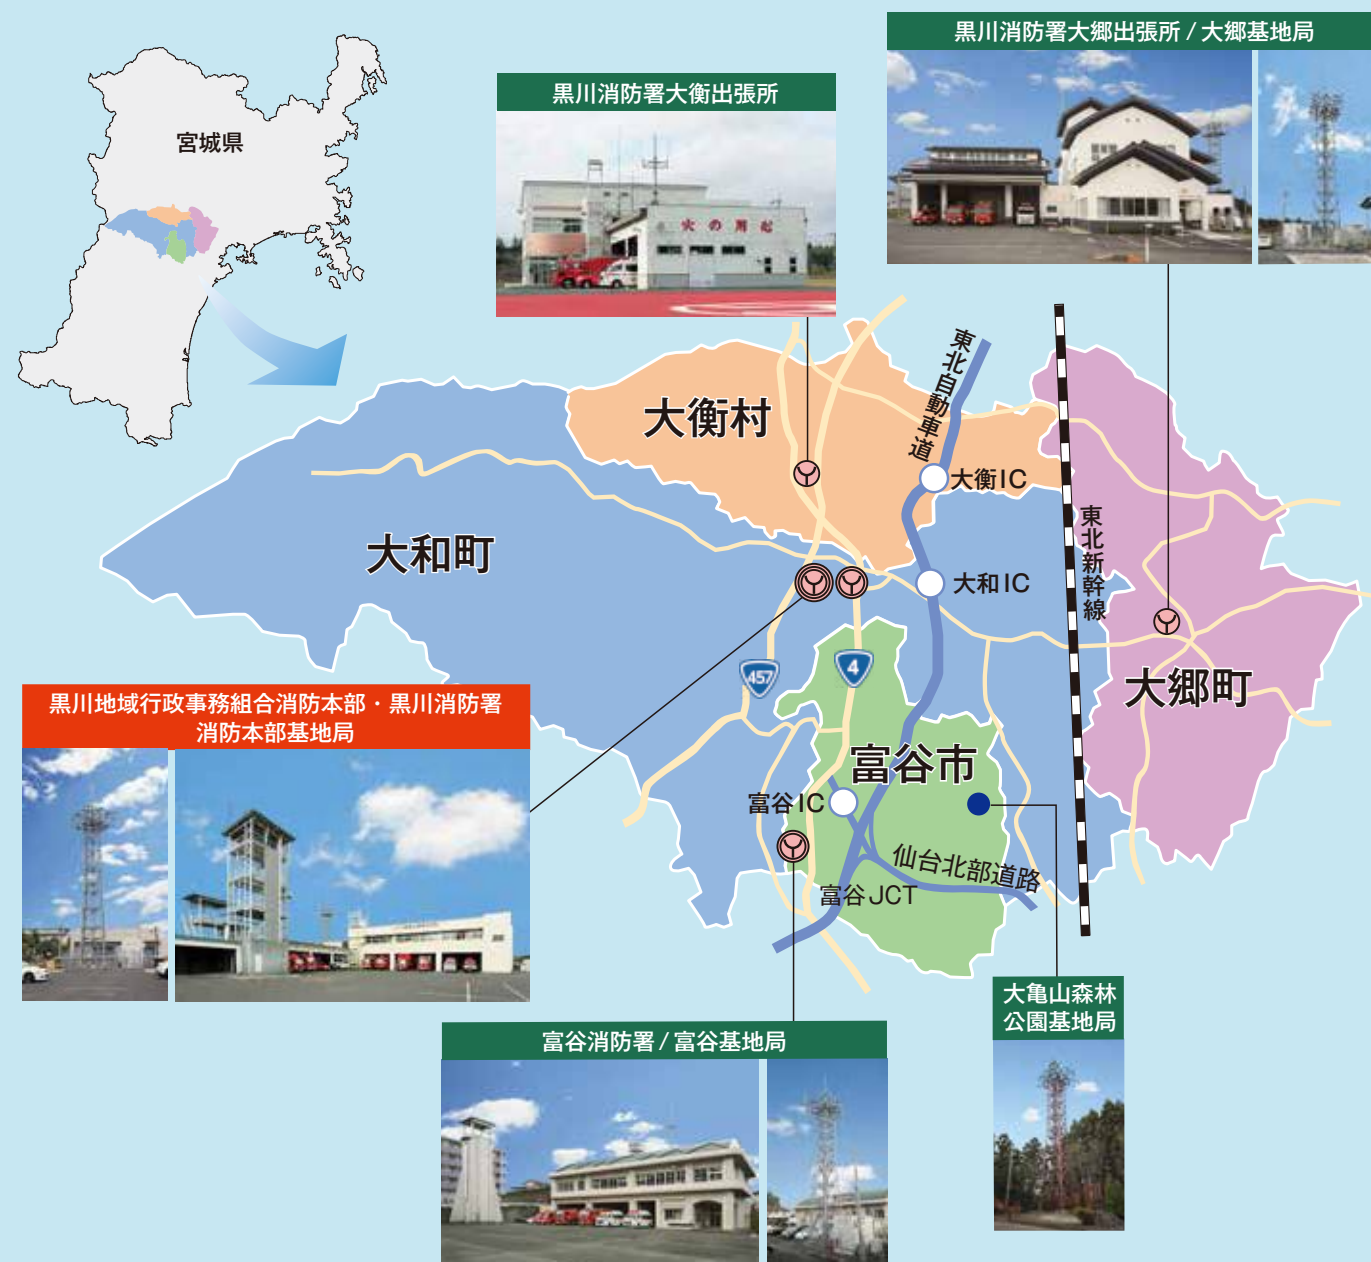 黒川消防署大郷出張所 / 大郷基地局
黒川消防署大衡出張所
宮城県
火の用心
東北自動車道
大衡村
大衡IC
大和町
東北新幹線
大和IC
457
4
大郷町
黒川地域行政事務組合消防本部・黒川消防署
消防本部基地局
富谷市
富谷IC
仙台北部道路
富谷JCT
大亀山森林
公園基地局
富谷消防署 / 富谷基地局